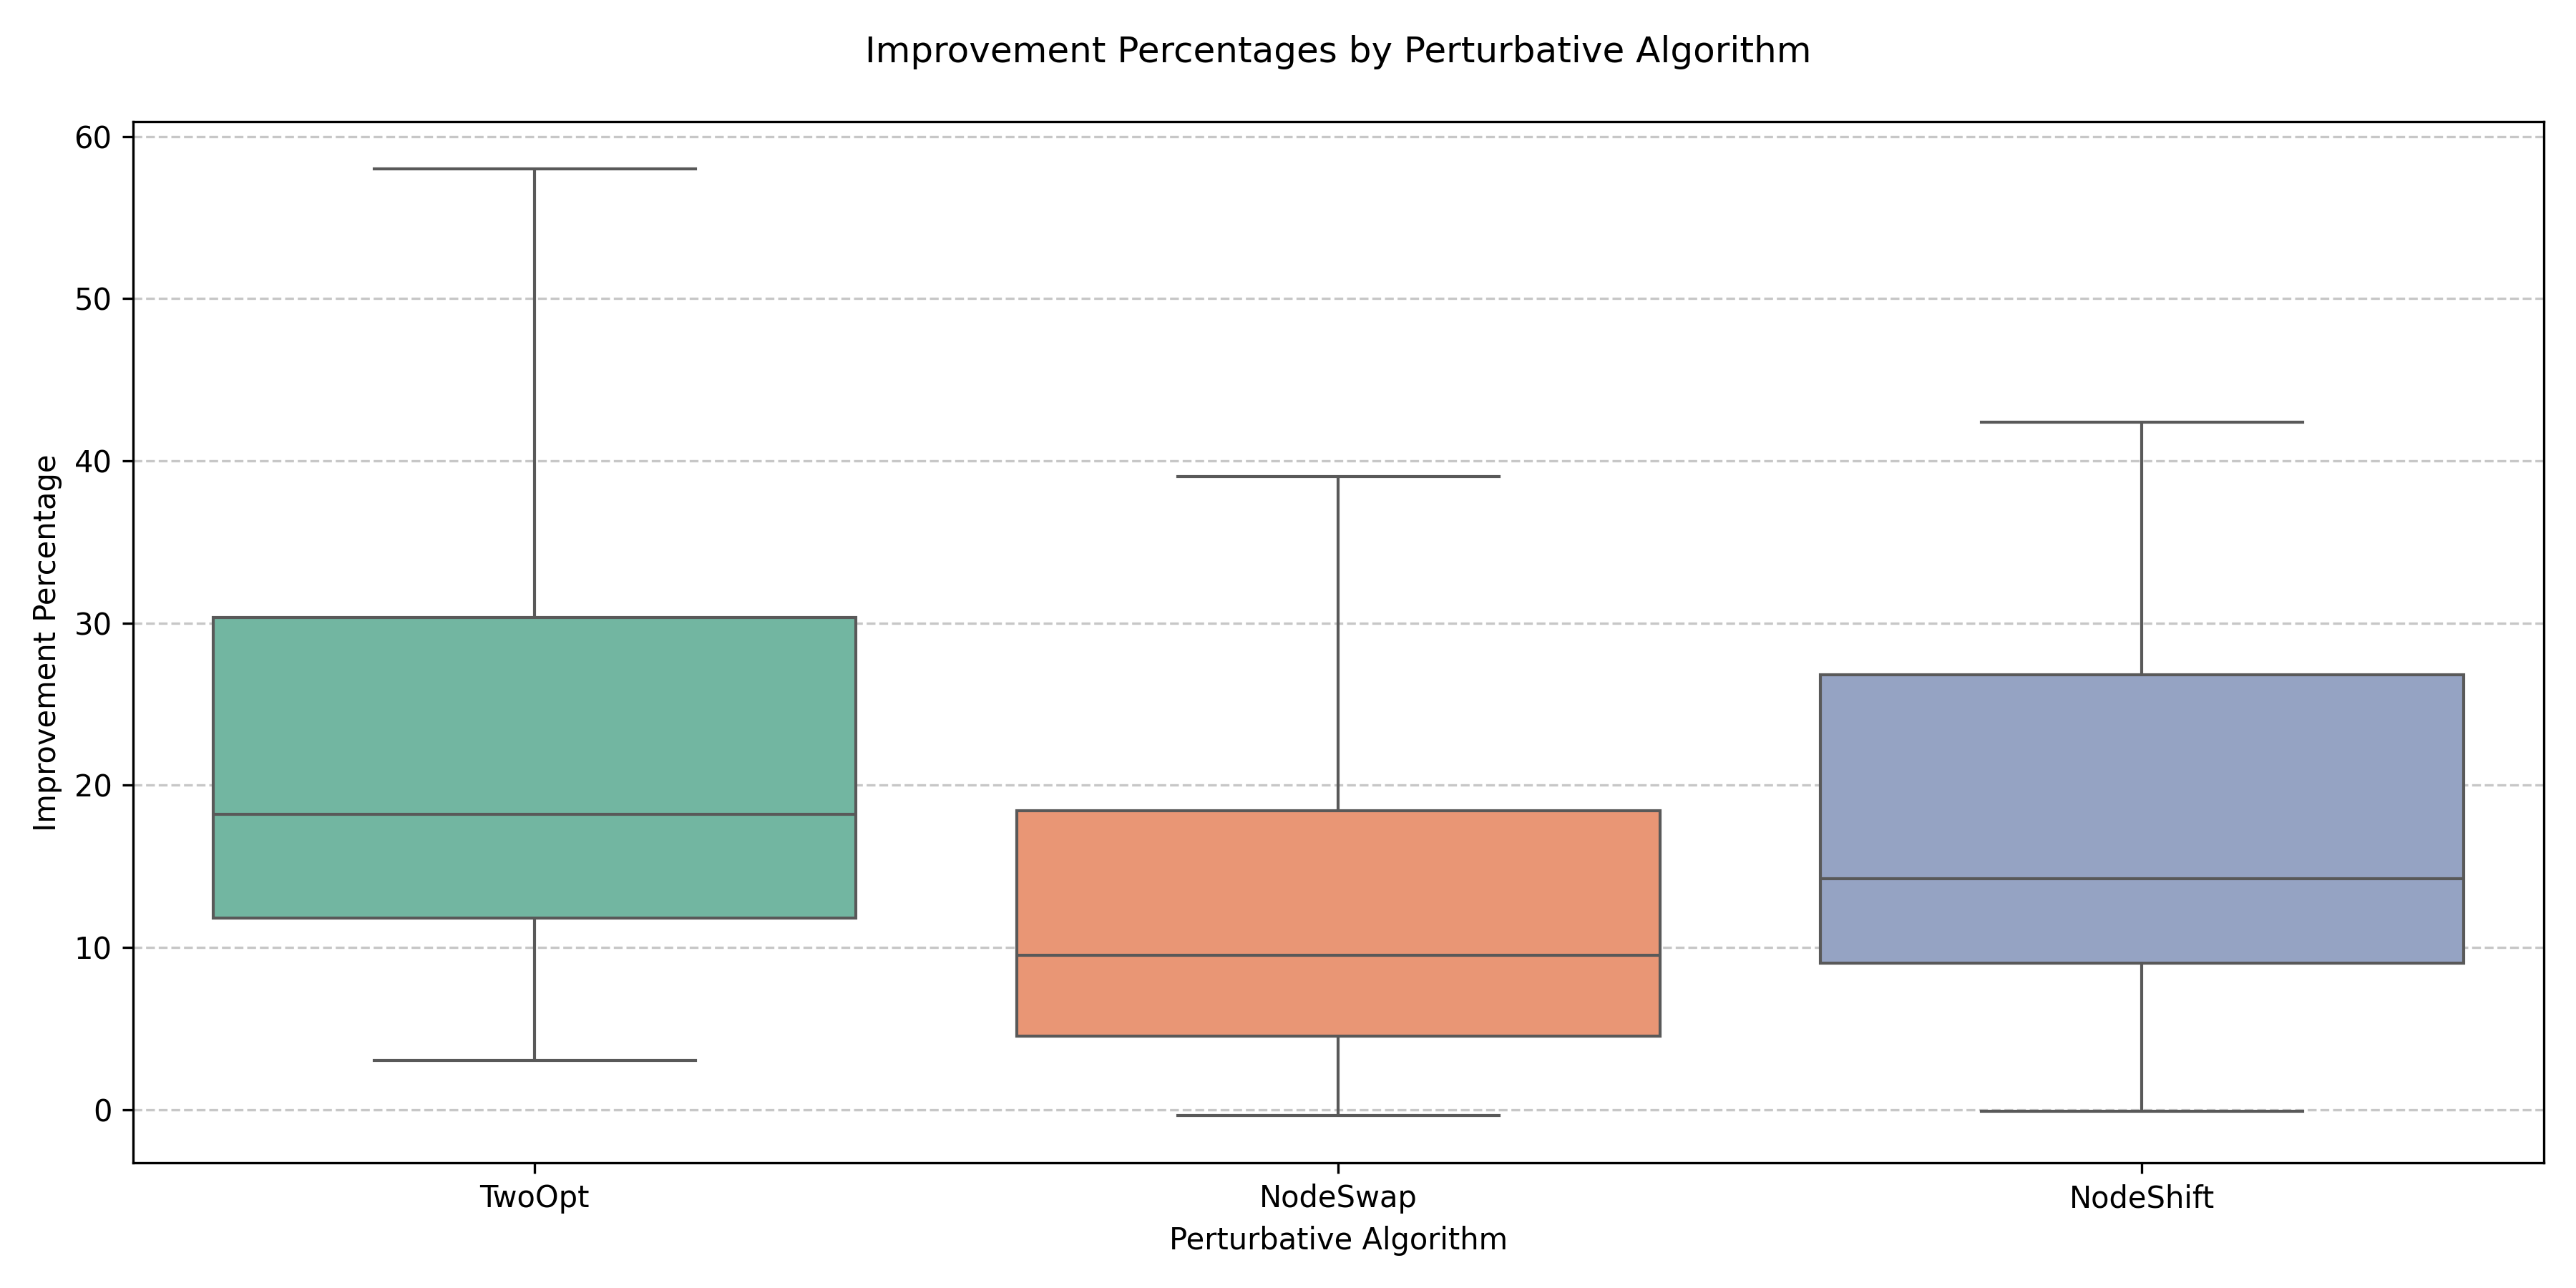 Improvement Percentages by Perturbative Algorithm
Improvement Percentage
60
50
40
30
20
10
0
TwoOpt
NodeSwap
NodeShift
Perturbative Algorithm